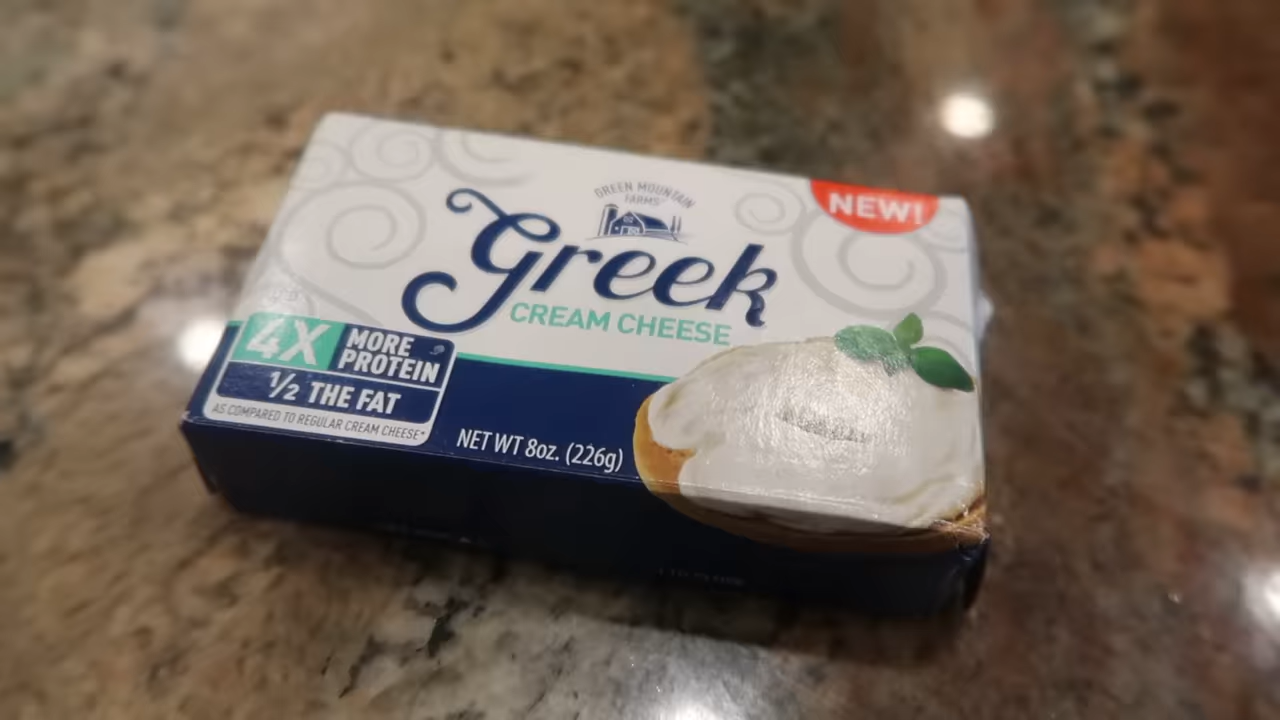 GREEN MOUNTAIN
FARMS
NEW!
Greek
CREAM CHEESE
4X MORE
PROTEIN
½ THE FAT
AS COMPARED TO REGULAR CREAM CHEESE*
NET WT 8oz. (226g)